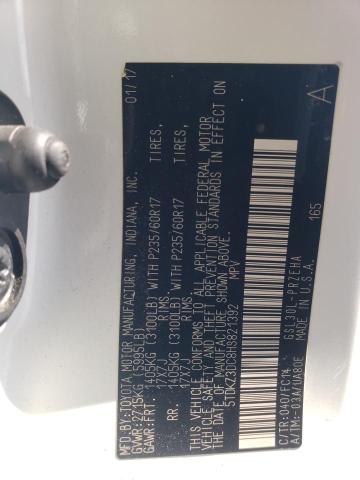 MFD. BY: TOYOTA MOTOR MANUFACTURING, INDIANA, INC. 01/17
GVWR: 2715KG (5995LB)
GAWR: FRT. 1405KG (3100LB) WITH P235/60R17 TIRES,
17X7J RIMS,
RR. 1405KG (3100LB) WITH P235/60R17 TIRES,
17X7J RIMS,
THIS VEHICLE CONFORMS TO ALL APPLICABLE FEDERAL MOTOR
VEHICLE SAFETY AND THEFT PREVENTION STANDARDS IN EFFECT ON
THE DATE OF MANUFACTURE SHOWN ABOVE.
5TDKZ3DC8HS821392 MPV
A
165
C/TR: 040/FC14 GSL30L-PRZEHA
A/TM: -03A/UA80E MADE IN U.S.A.